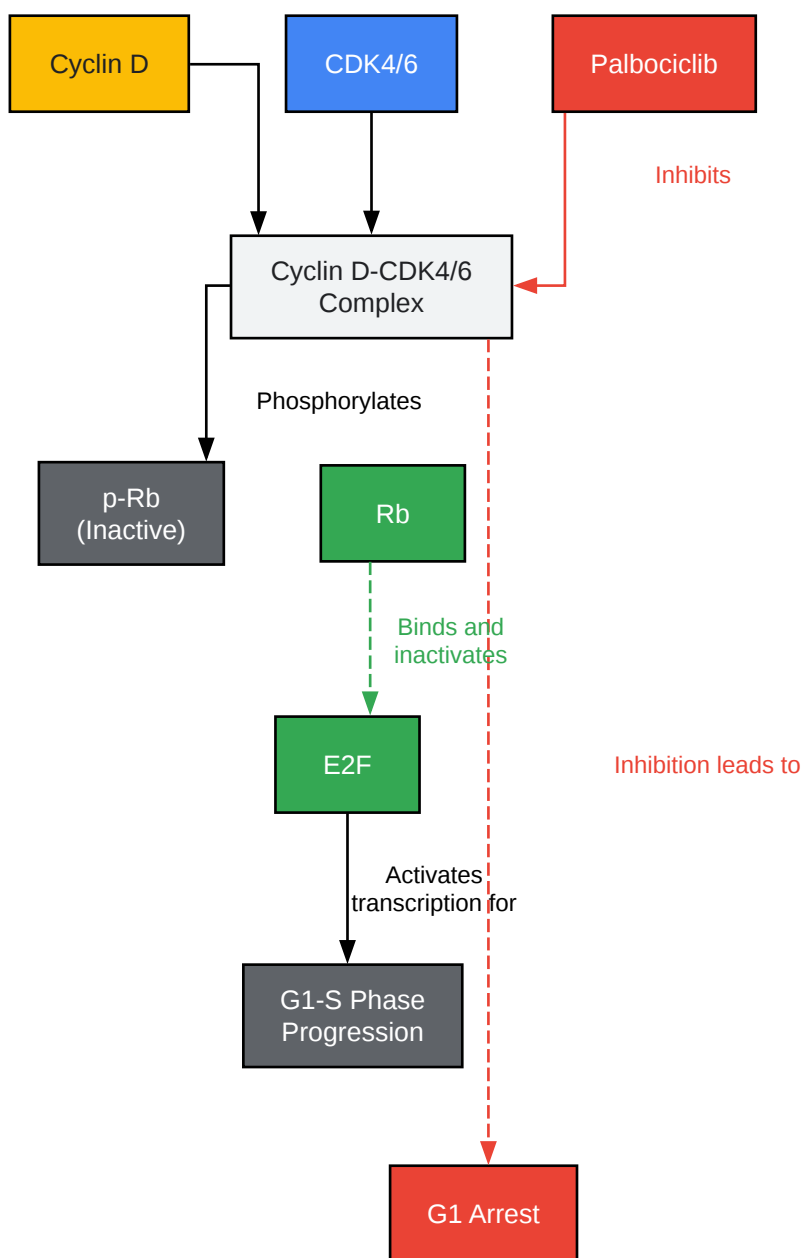 Cyclin D
CDK4/6
Palbociclib
Inhibits
Cyclin D-CDK4/6
Complex
Phosphorylates
p-Rb
(Inactive)
Rb
Binds and
inactivates
E2F
Inhibition leads to
Activates
transcription for
G1-S Phase
Progression
G1 Arrest